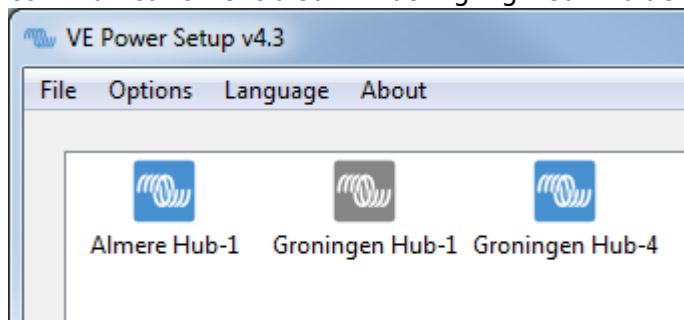 VE Power Setup v4.3
File Options Language About
Almere Hub-1 Groningen Hub-1 Groningen Hub-4